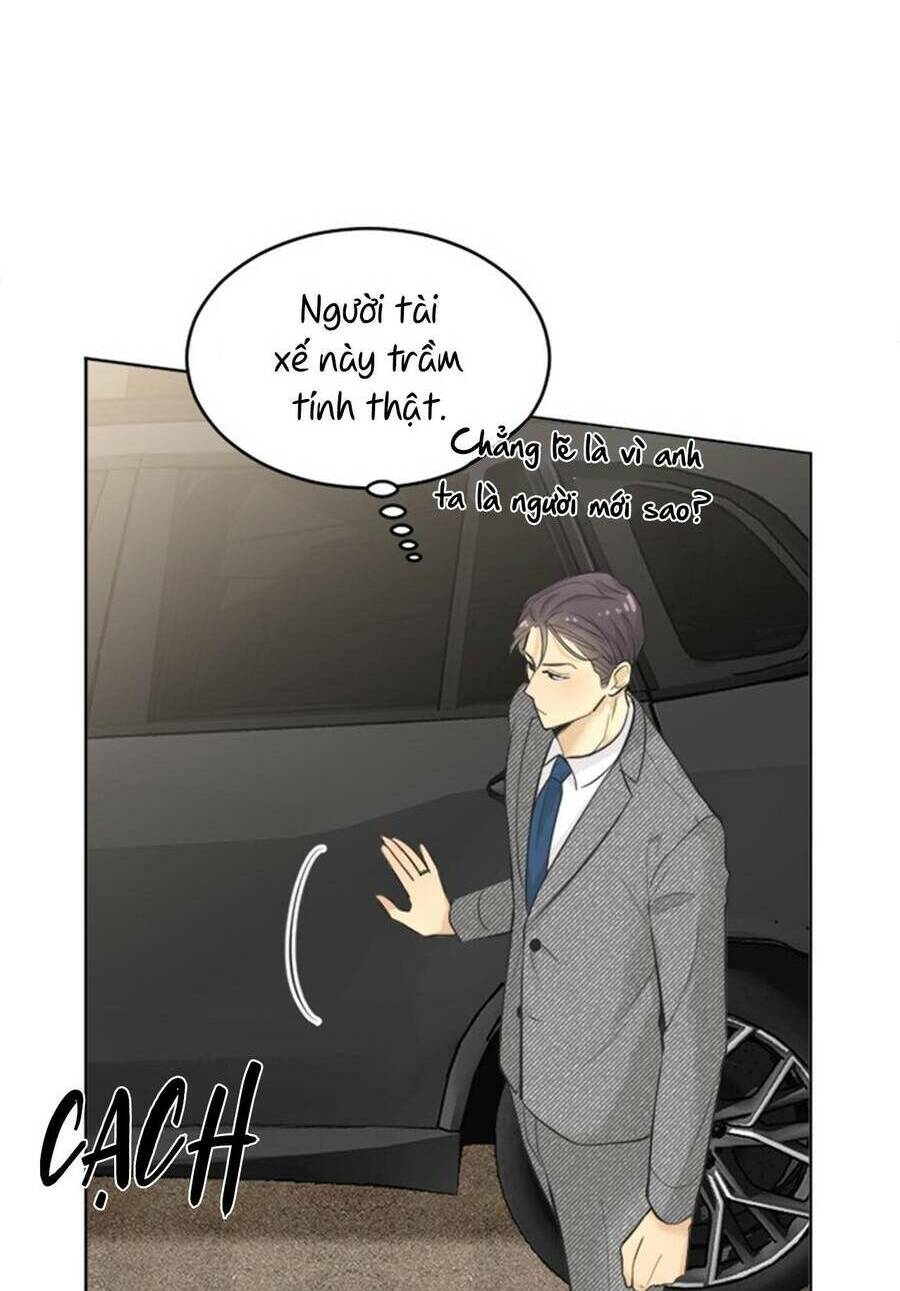 Người tài
xế này trầm
tính thật.
Chẳng lẽ là vì anh
ta là người mới sao?
CẠCH